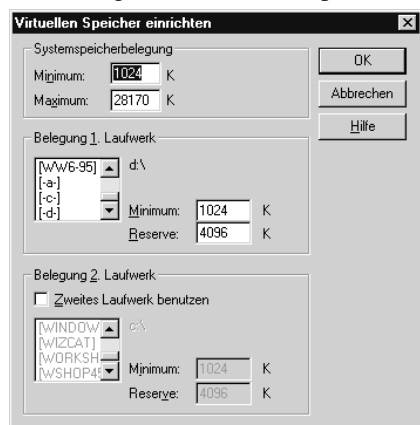 Virtuellen Speicher einrichten
Systemspeicherbelegung
Minimum: 1024 K
Maximum: 28170 K
OK
Abbrechen
Hilfe
Belegung 1. Laufwerk
[WW6-95] d:\
[-a-]
[-c-]
[-d-]
Minimum: 1024 K
Reserve: 4096 K
Belegung 2. Laufwerk
Zweites Laufwerk benutzen
[WINDOW c:\
[WIZCAT]
[WORKSH
[WSHOP45
Minimum: 1024 K
Reserve: 4096 K